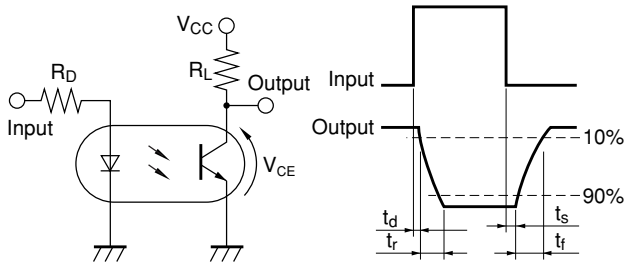 VCC
RL
RD
Output
Input
VCE
Input
Output
10%
90%
td
tr
ts
tf